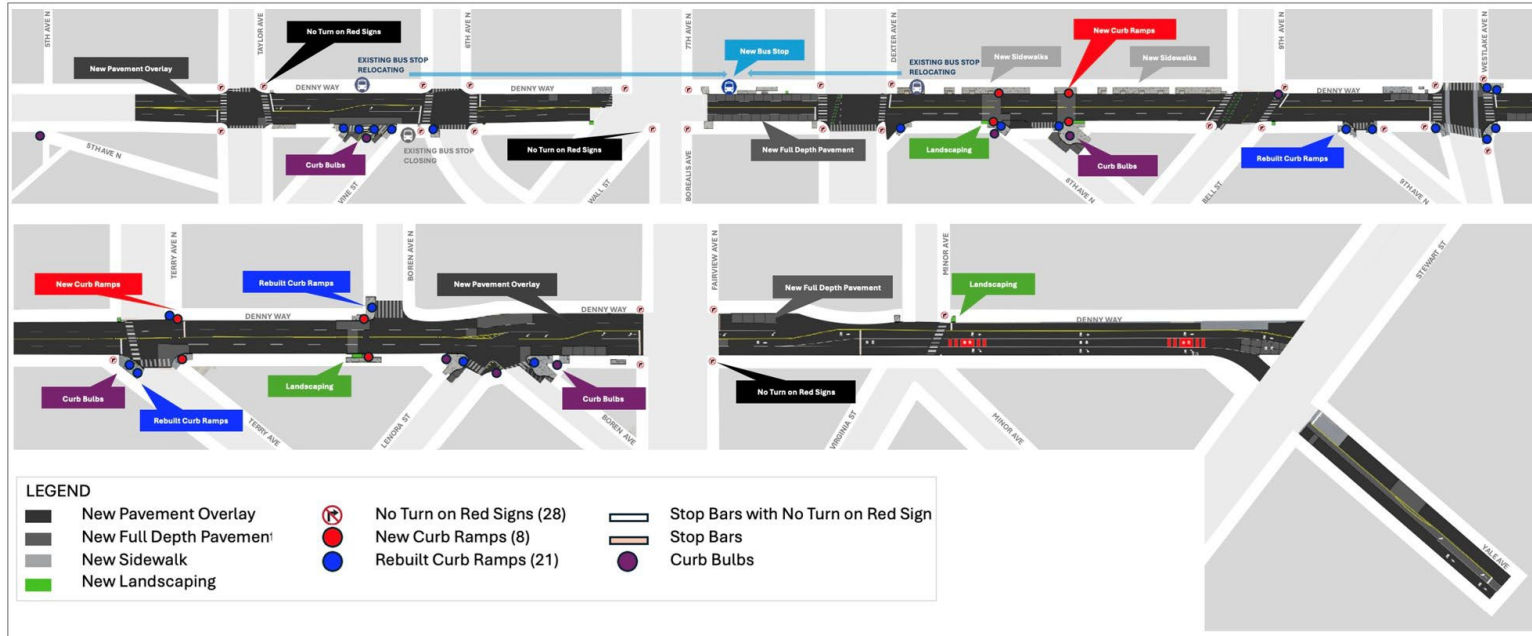 5TH AVE N
TAYLOR AVE
No Turn on Red Signs
6TH AVE N
7TH AVE N
New Bus Stop
DEXTER AVE N
New Curb Ramps
9TH AVE N
WESTLAKE AVE N
EXISTING BUS STOP
RELOCATING
EXISTING BUS STOP
RELOCATING
New Sidewalks
New Sidewalks
New Pavement Overlay
DENNY WAY
DENNY WAY
DENNY WAY
5TH AVE N
Curb Bulbs
EXISTING BUS STOP
CLOSING
No Turn on Red Signs
New Full Depth Pavement
Landscaping
Curb Bulbs
Rebuilt Curb Ramps
VINE ST
WALL ST
BOREALIS AVE
8TH AVE N
BELL ST
9TH AVE N
TERRY AVE N
BOREN AVE N
FAIRVIEW AVE N
MINOR AVE
STEWART ST
New Curb Ramps
Rebuilt Curb Ramps
New Pavement Overlay
New Full Depth Pavement
Landscaping
DENNY WAY
DENNY WAY
DENNY WAY
Curb Bulbs
Rebuilt Curb Ramps
Landscaping
Curb Bulbs
No Turn on Red Signs
TERRY AVE
LENORA ST
BOREN AVE
VIRGINIA ST
MINOR AVE
YALE AVE
LEGEND
New Pavement Overlay
New Full Depth Pavement
New Sidewalk
New Landscaping
No Turn on Red Signs (28)
New Curb Ramps (8)
Rebuilt Curb Ramps (21)
Stop Bars with No Turn on Red Sign
Stop Bars
Curb Bulbs